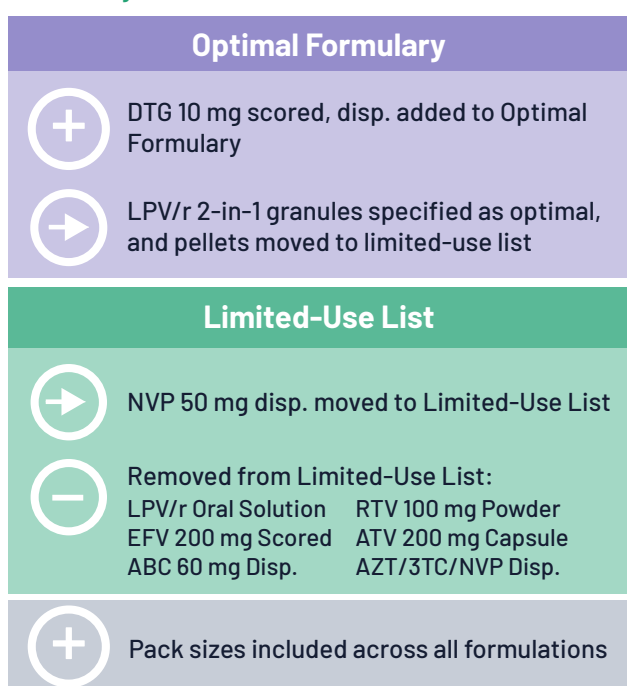 Optimal Formulary
DTG 10 mg scored, disp. added to Optimal
Formulary
LPV/r 2-in-1 granules specified as optimal,
and pellets moved to limited-use list
Limited-Use List
NVP 50 mg disp. moved to Limited-Use List
Removed from Limited-Use List:
LPV/r Oral Solution RTV 100 mg Powder
EFV 200 mg Scored ATV 200 mg Capsule
ABC 60 mg Disp. AZT/3TC/NVP Disp.
Pack sizes included across all formulations